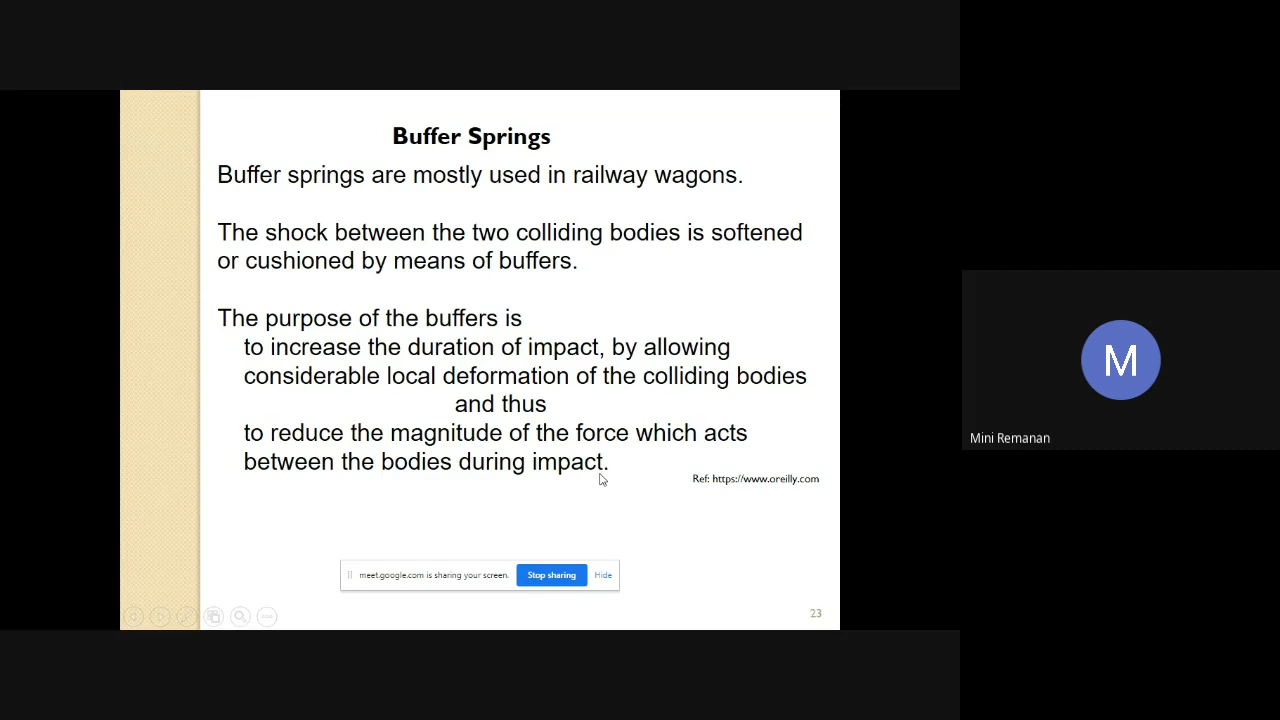 Buffer Springs
Buffer springs are mostly used in railway wagons.
The shock between the two colliding bodies is softened
or cushioned by means of buffers.
The purpose of the buffers is
to increase the duration of impact, by allowing
considerable local deformation of the colliding bodies
and thus
to reduce the magnitude of the force which acts
between the bodies during impact.
Ref: https://www.oreilly.com
meet.google.com is sharing your screen. Stop sharing Hide
23
M
Mini Remanan